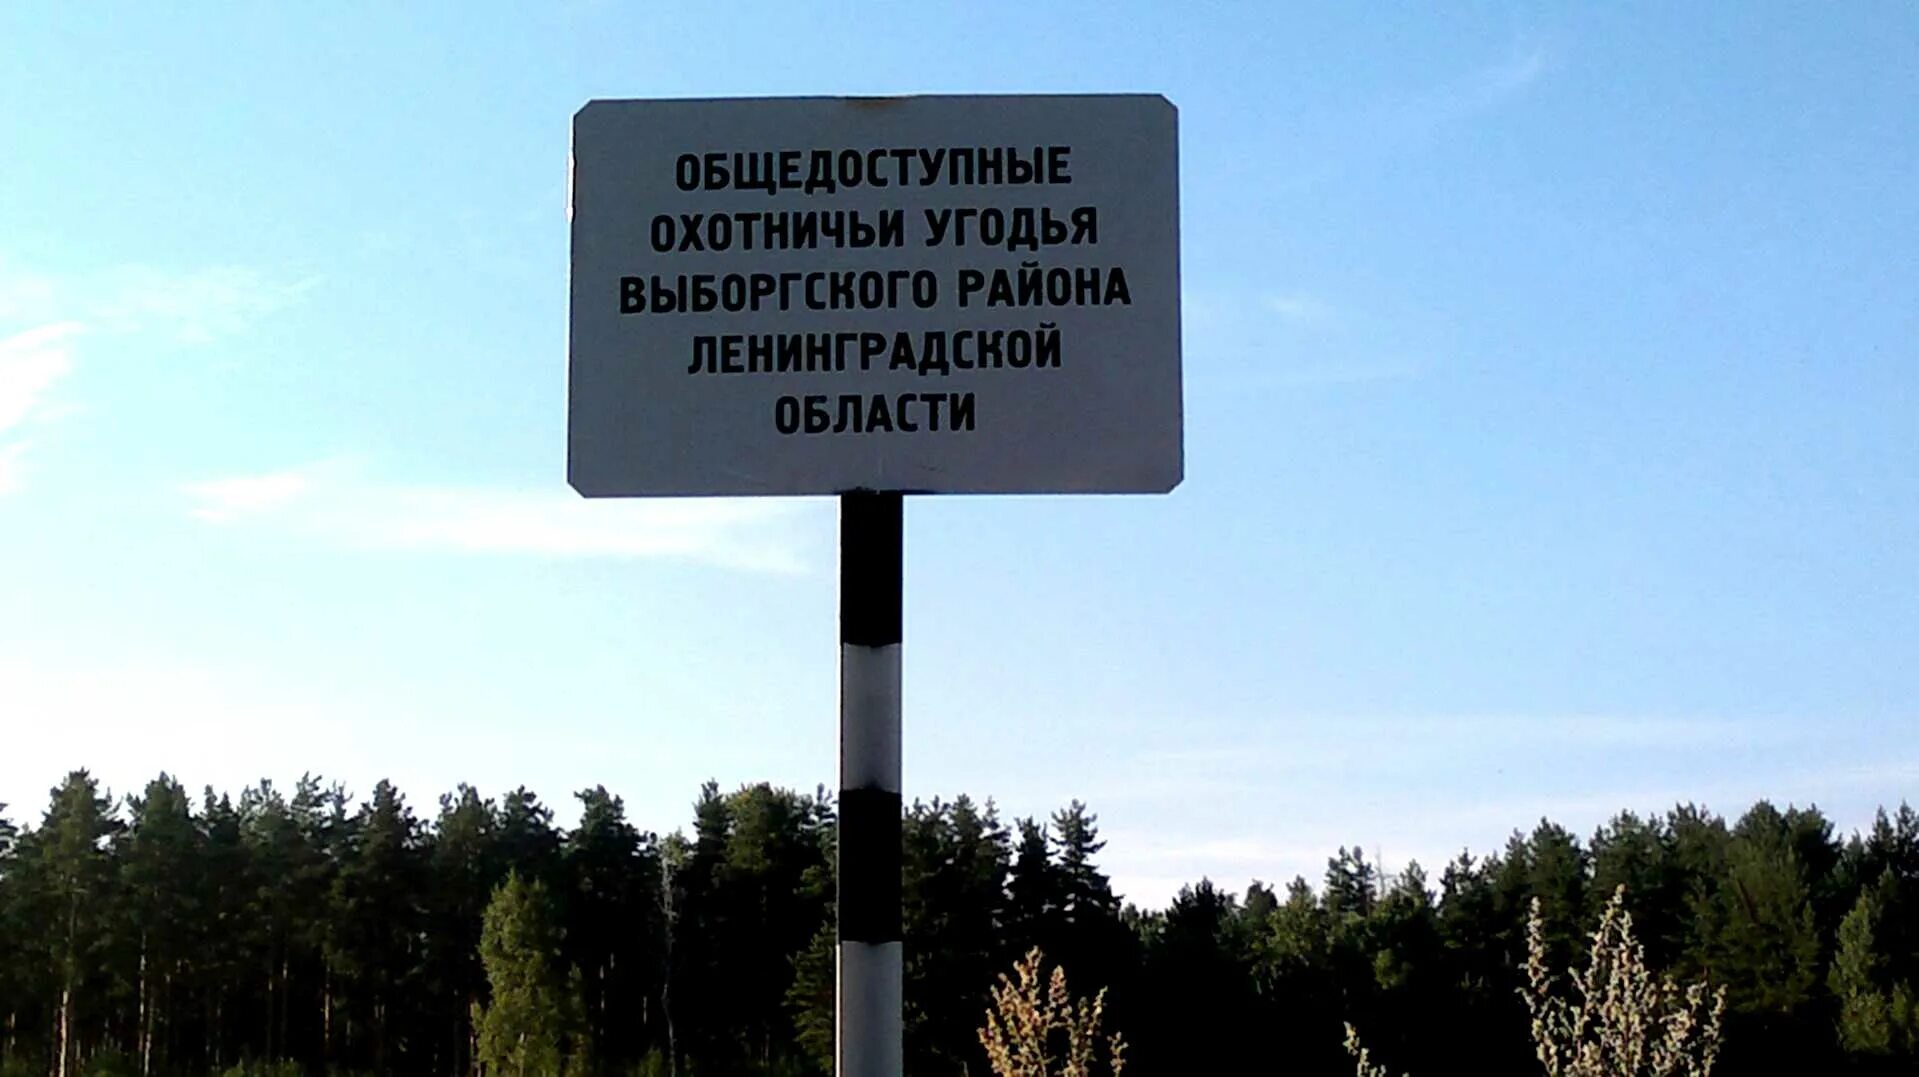 ОБЩЕДОСТУПНЫЕ
ОХОТНИЧЬИ УГОДЬЯ
ВЫБОРГСКОГО РАЙОНА
ЛЕНИНГРАДСКОЙ
ОБЛАСТИ